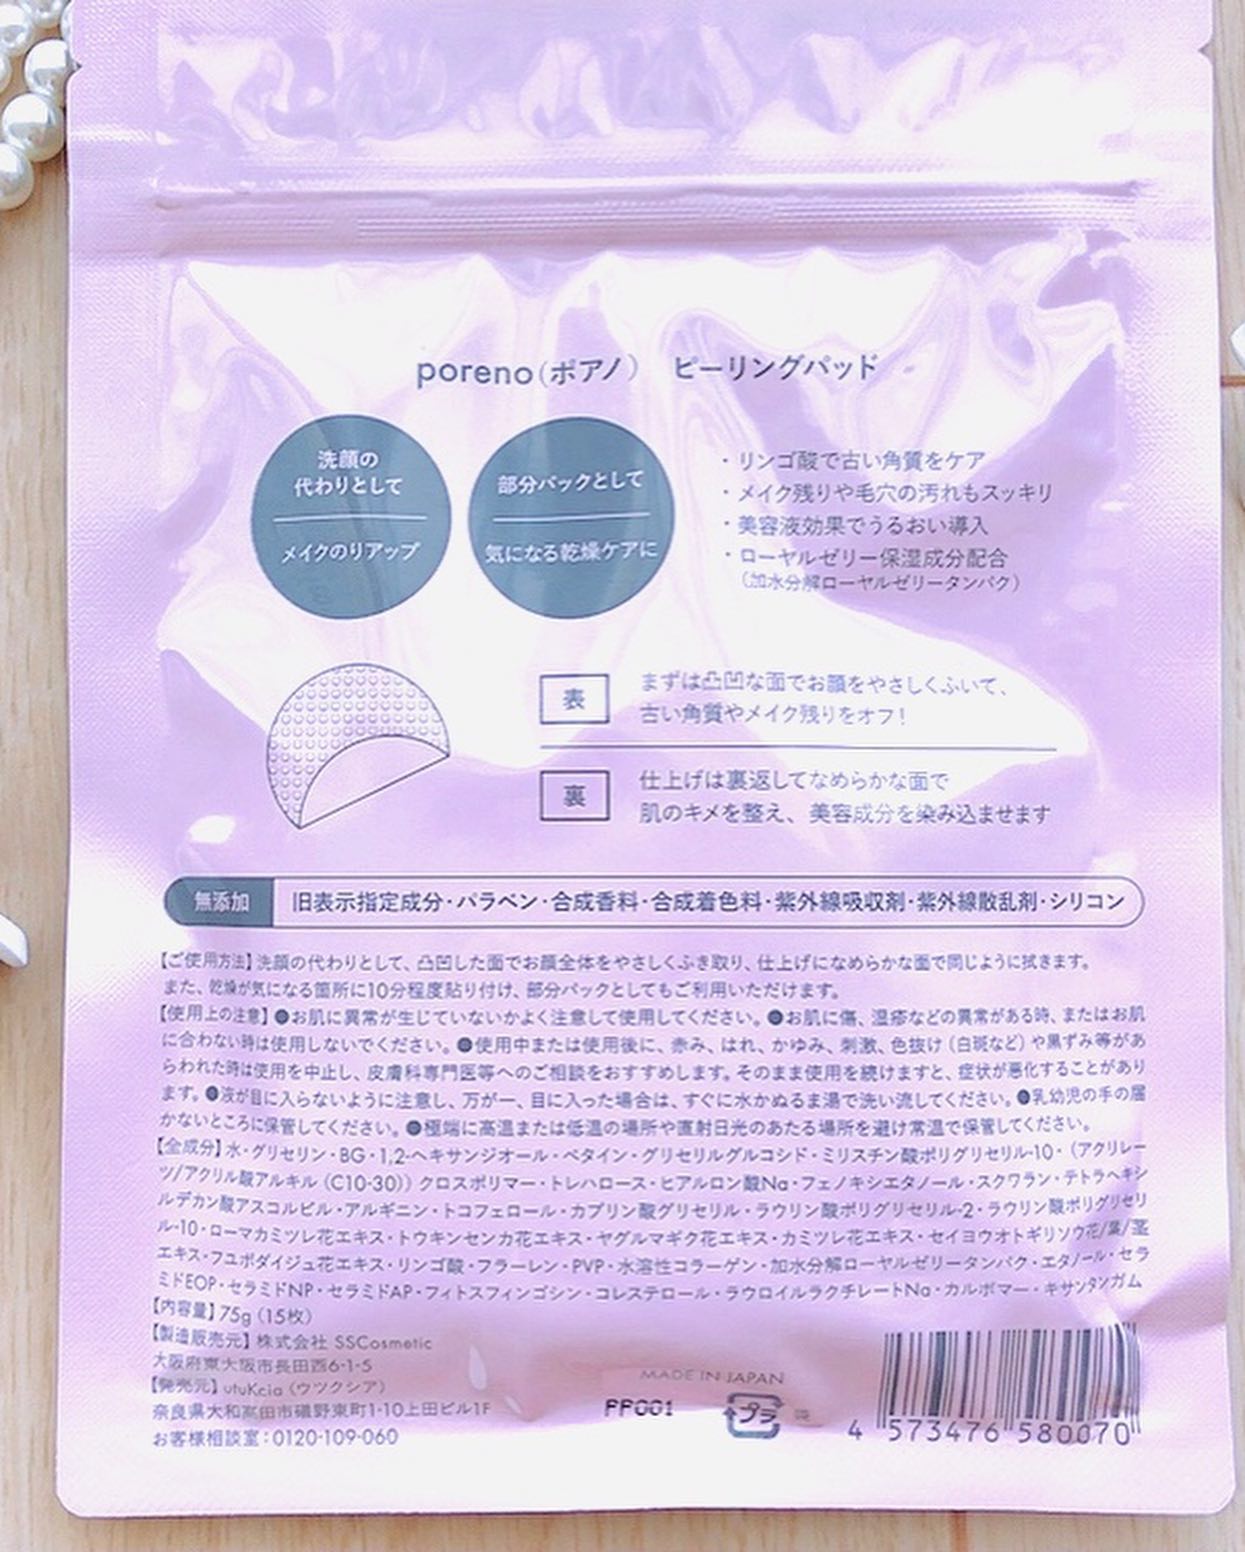 poreno(ポアノ) ピーリングパッド
洗顔の
代わりとして
メイクのりアップ
部分パックとして
気になる乾燥ケアに
・リンゴ酸で古い角質をケア
・メイク残りや毛穴の汚れもスッキリ
・美容液効果でうるおい導入
・ローヤルゼリー保湿成分配合
(加水分解ローヤルゼリータンパク)
表
まずは凸凹な面でお顔をやさしくふいて、
古い角質やメイク残りをオフ!
裏
仕上げは裏返してなめらかな面で
肌のキメを整え、美容成分を染み込ませます
無添加 旧表示指定成分・パラベン・合成香料・合成着色料・紫外線吸収剤・紫外線散乱剤・シリコン
【ご使用方法】洗顔の代わりとして、凸凹した面でお顔全体をやさしくふき取り、仕上げになめらかな面で同じように拭きます。
また、乾燥が気になる箇所に10分程度貼り付け、部分パックとしてもご利用いただけます。
【使用上の注意】●お肌に異常が生じていないかよく注意して使用してください。●お肌に傷、湿疹などの異常がある時、またはお肌
に合わない時は使用しないでください。●使用中または使用後に、赤み、はれ、かゆみ、刺激、色抜け(白斑など)や黒ずみ等があ
らわれた時は使用を中止し、皮膚科専門医等へのご相談をおすすめします。そのまま使用を続けますと、症状が悪化することがあり
ます。●液が目に入らないように注意し、万が一、目に入った場合は、すぐに水かぬるま湯で洗い流してください。●乳幼児の手の届
かないところに保管してください。●極端に高温または低温の場所や直射日光のあたる場所を避け常温で保管してください。
【全成分】水・グリセリン・BG・1,2-ヘキサンジオール・ベタイン・グリセリルグルコシド・ミリスチン酸ポリグリセリル-10・(アクリレー
ツ/アクリル酸アルキル(C10-30))クロスポリマー・トレハロース・ヒアルロン酸Na・フェノキシエタノール・スクワラン・テトラヘキシ
ルデカン酸アスコルビル・アルギニン・トコフェロール・カプリン酸グリセリル・ラウリン酸ポリグリセリル-2・ラウリン酸ポリグリセリ
ル-10・ローマカミツレ花エキス・トウキンセンカ花エキス・ヤグルマギク花エキス・カミツレ花エキス・セイヨウオトギリソウ花/葉/茎
エキス・フユボダイジュ花エキス・リンゴ酸・フラーレン・PVP・水溶性コラーゲン・加水分解ローヤルゼリータンパク・エタノール・セラ
ミドEOP・セラミドNP・セラミドAP・フィトスフィンゴシン・コレステロール・ラウロイルラクチレートNa・カルボマー・キサンタンガム
【内容量】75g(15枚)
【製造販売元】株式会社 SSCosmetic
大阪府東大阪市長田西6-1-5
【発売元】utuKcia(ウツクシア)
奈良県大和高田市礒野東町1-10上田ビル1F
お客様相談室:0120-109-060
MADE IN JAPAN
PP001
プラ 袋
4 573476 580070